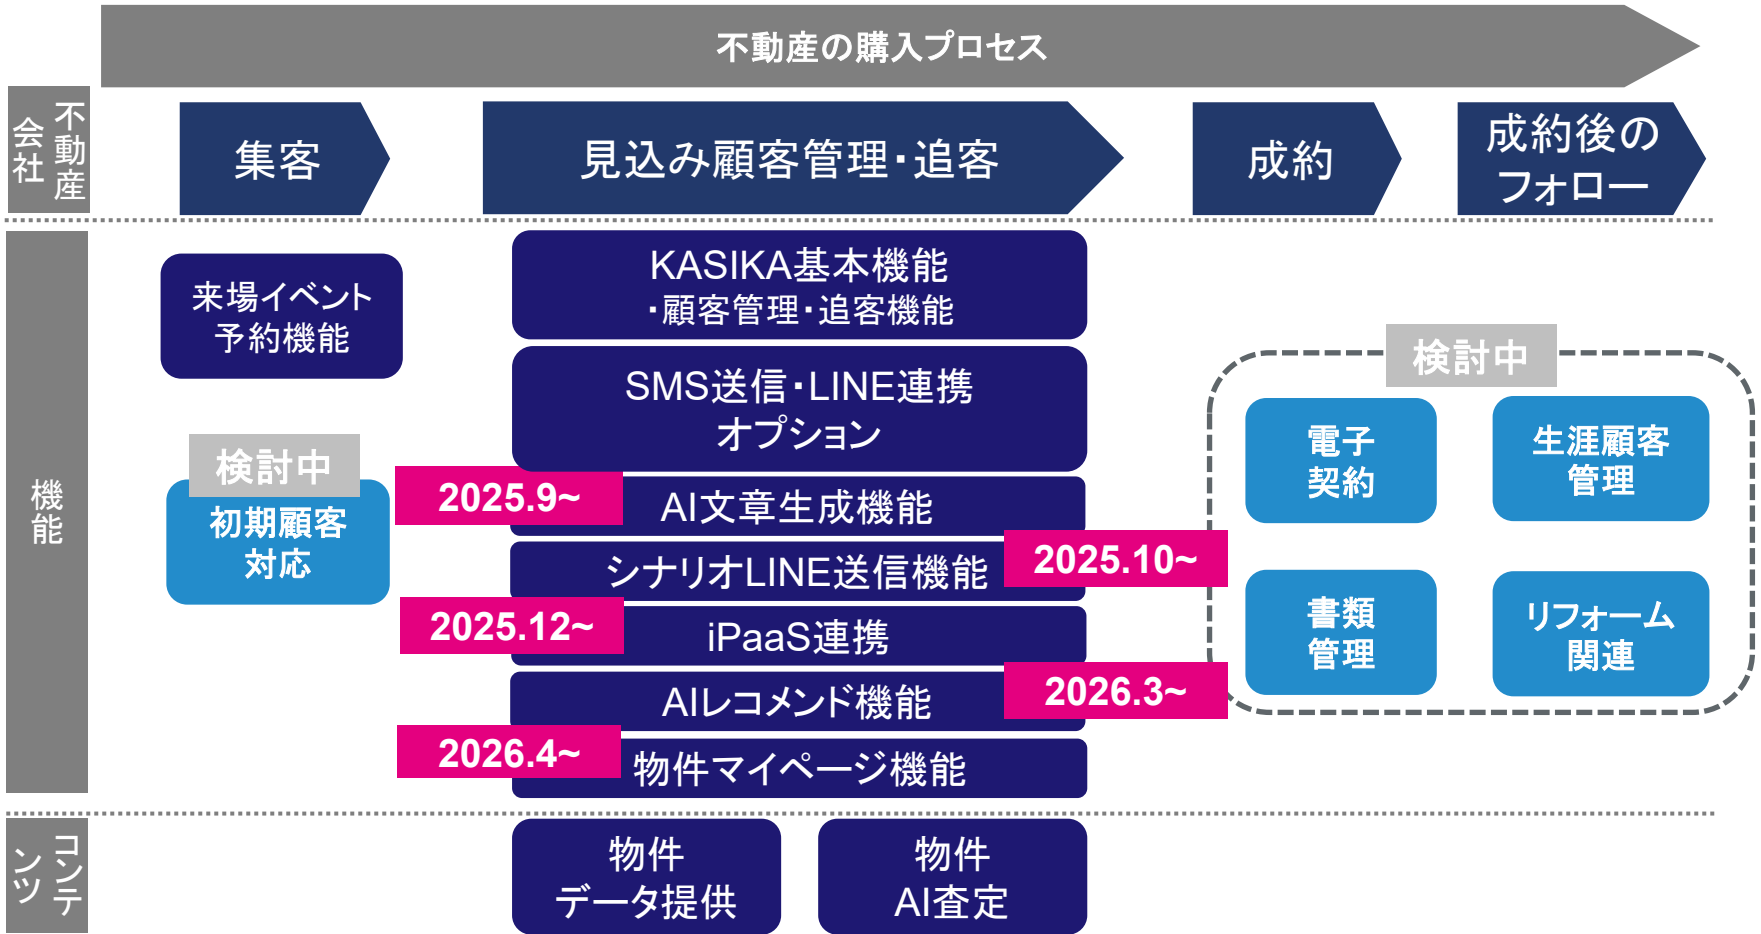 不動産の購入プロセス
不動産
会社
集客
見込み顧客管理・追客
成約
成約後の
フォロー
機能
来場イベント
予約機能
検討中
初期顧客
対応
KASIKA基本機能
・顧客管理・追客機能
SMS送信・LINE連携
オプション
2025.9~
AI文章生成機能
シナリオLINE送信機能
2025.10~
2025.12~
iPaaS連携
AIレコメンド機能
2026.3~
2026.4~
物件マイページ機能
検討中
電子
契約
生涯顧客
管理
書類
管理
リフォーム
関連
コンテ
ンツ
物件
データ提供
物件
AI査定